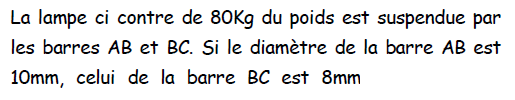 La lampe ci contre de 80Kg du poids est suspendue par
les barres AB et BC. Si le diamètre de la barre AB est
10mm, celui de la barre BC est 8mm